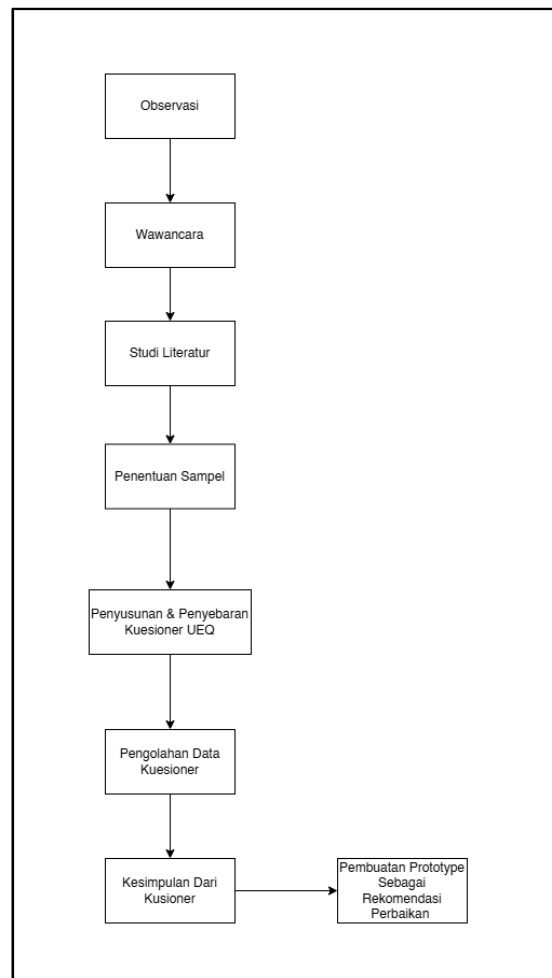 Observasi
Wawancara
Studi Literatur
Penentuan Sampel
Penyusunan & Penyebaran
Kuesioner UEQ
Pengolahan Data
Kuesioner
Kesimpulan Dari
Kusioner
Pembuatan Prototype
Sebagai
Rekomendasi
Perbaikan